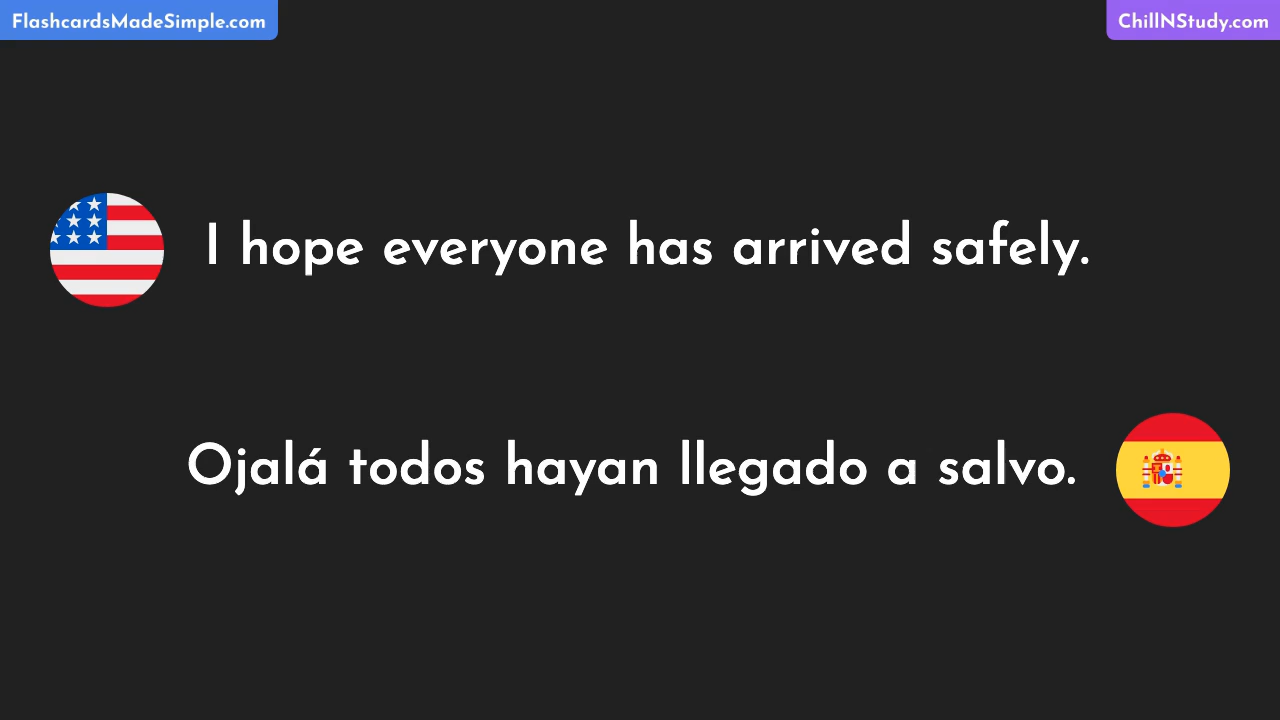 FlashcardsMadeSimple.com
ChillNStudy.com
I hope everyone has arrived safely.
Ojalá todos hayan llegado a salvo.